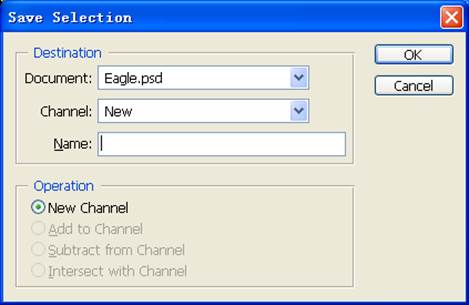 Save Selection
Destination
Document: Eagle.psd
Channel: New
Name:
OK
Cancel
Operation
New Channel
Add to Channel
Subtract from Channel
Intersect with Channel